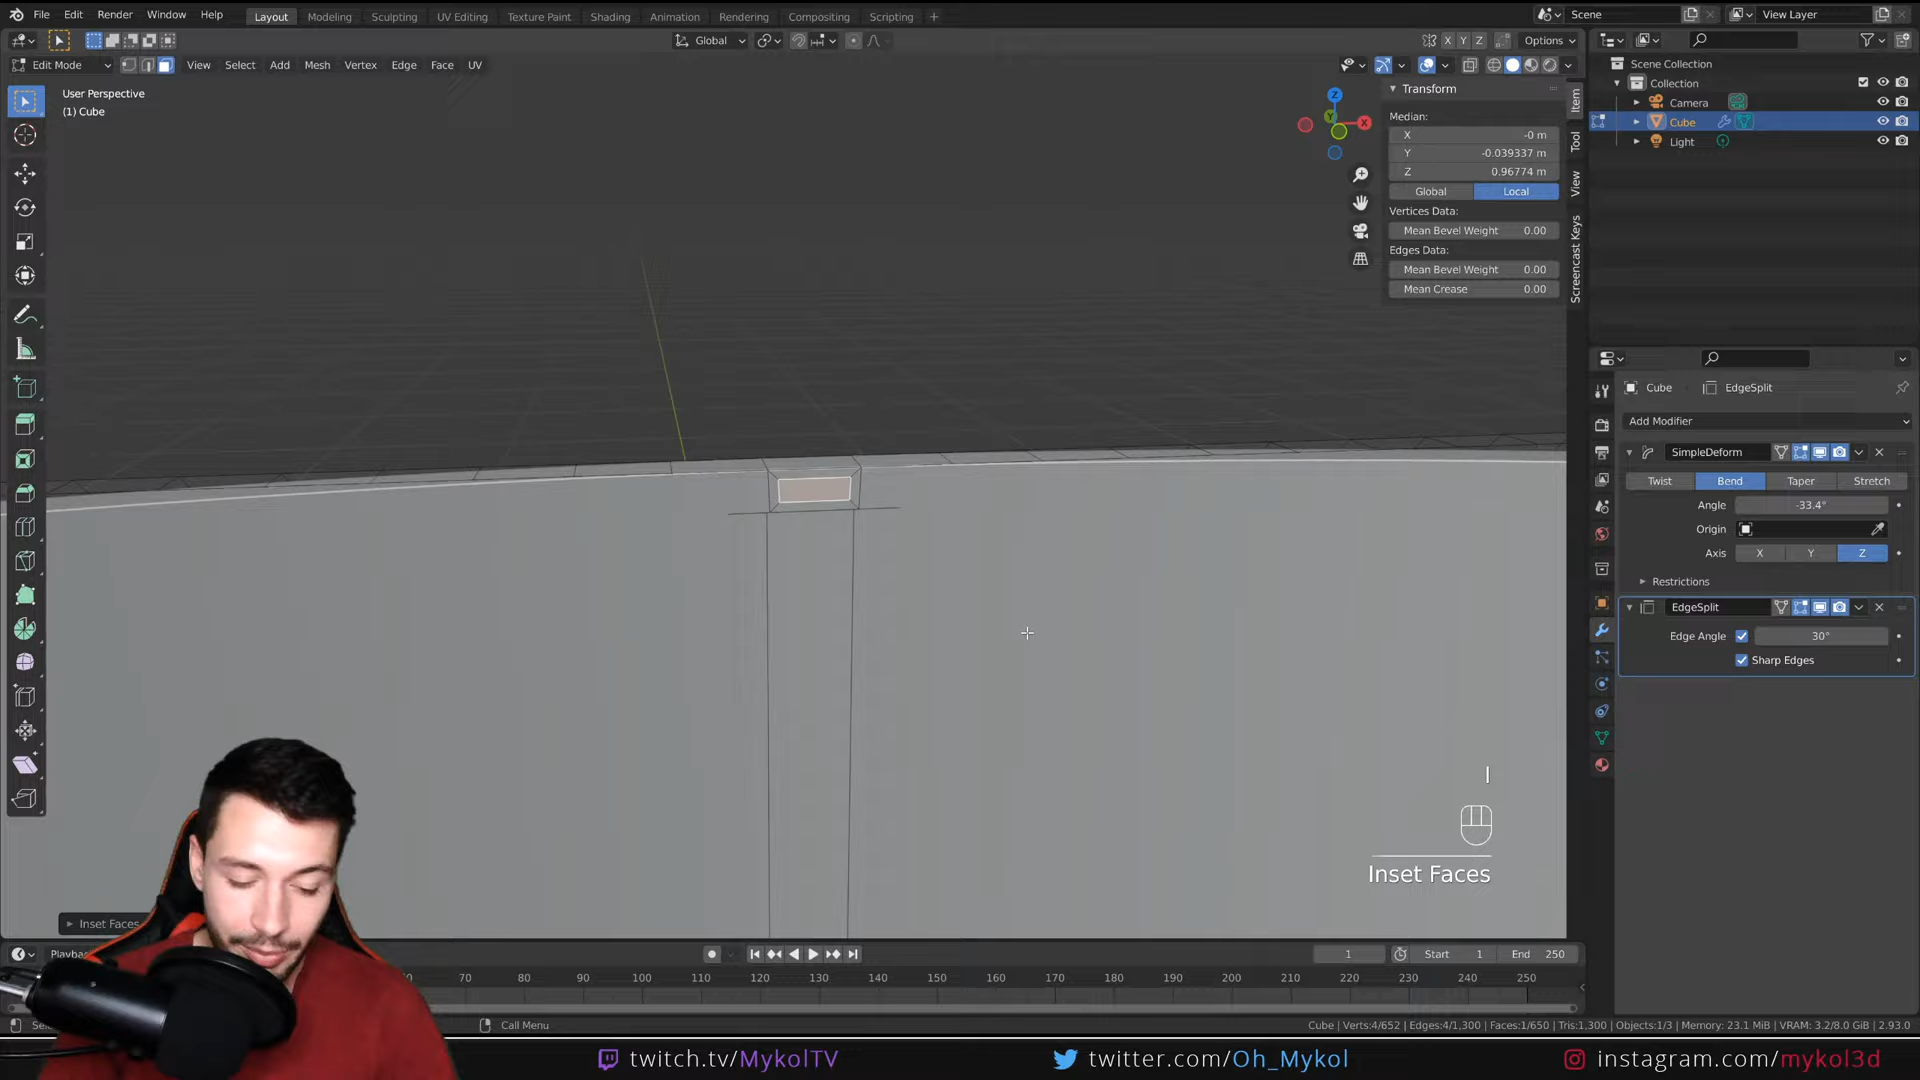 File Edit Render Window Help Layout Modeling Sculpting UV Editing Texture Paint Shading Animation Rendering Compositing Scripting + Scene View Layer
Global X Y Z Options
Edit Mode View Select Add Mesh Vertex Edge Face UV
User Perspective
(1) Cube
Z
Y
X
Transform
Median:
X -0 m
Y -0.039337 m
Z 0.96774 m
Global Local
Vertices Data:
Mean Bevel Weight 0.00
Edges Data:
Mean Bevel Weight 0.00
Mean Crease 0.00
Item
Tool
View
Screencast Keys
Scene Collection
Collection
Camera
Cube
Light
Cube EdgeSplit
Add Modifier
SimpleDeform
Twist Bend Taper Stretch
Angle -33.4°
Origin
Axis X Y Z
Restrictions
EdgeSplit
Edge Angle 30°
Sharp Edges
I
Inset Faces
Inset Faces
1 Start 1 End 250
70 80 90 100 110 120 130 140 150 160 170 180 190 200 210 220 230 240 250
Call Menu
Cube | Verts:4/652 | Edges:4/1,300 | Faces:1/650 | Tris:1,300 | Objects:1/3 | Memory: 23.1 MiB | VRAM: 3.2/8.0 GiB | 2.93.0
twitch.tv/MykolTV twitter.com/Oh_Mykol instagram.com/mykol3d